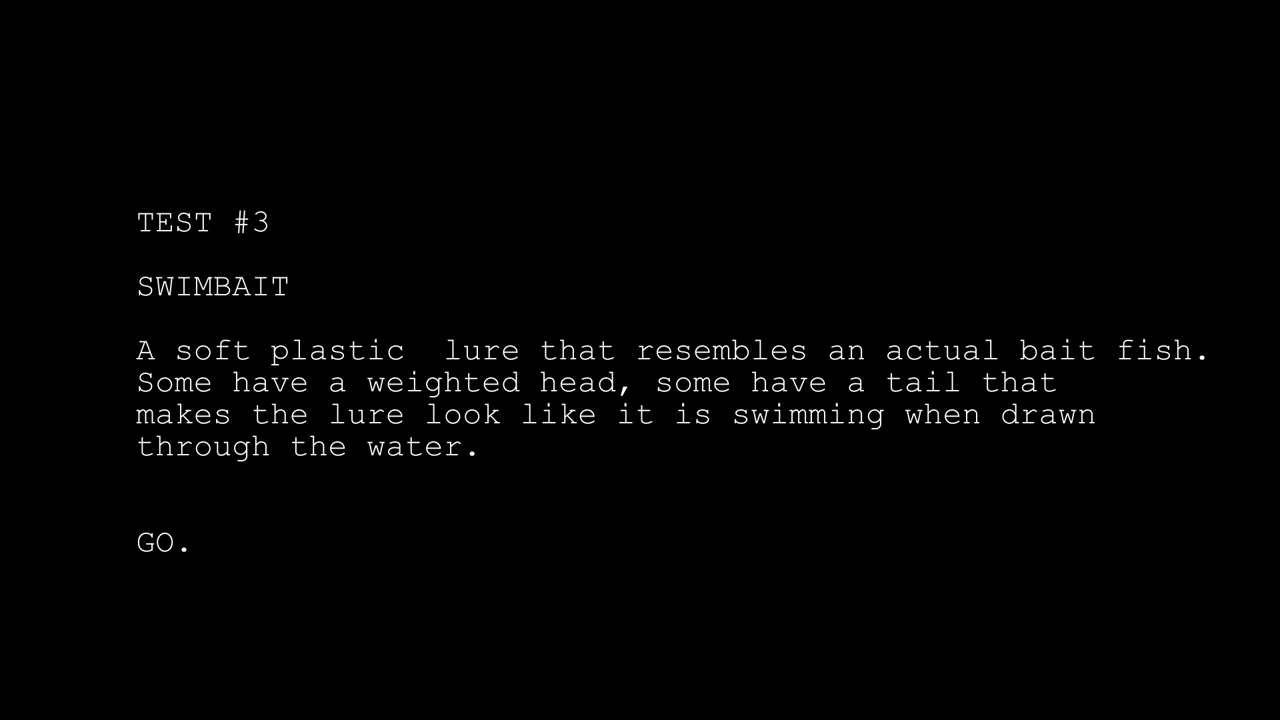 TEST #3
SWIMBAIT
A soft plastic  lure that resembles an actual bait fish.
Some have a weighted head, some have a tail that
makes the lure look like it is swimming when drawn
through the water.
GO.